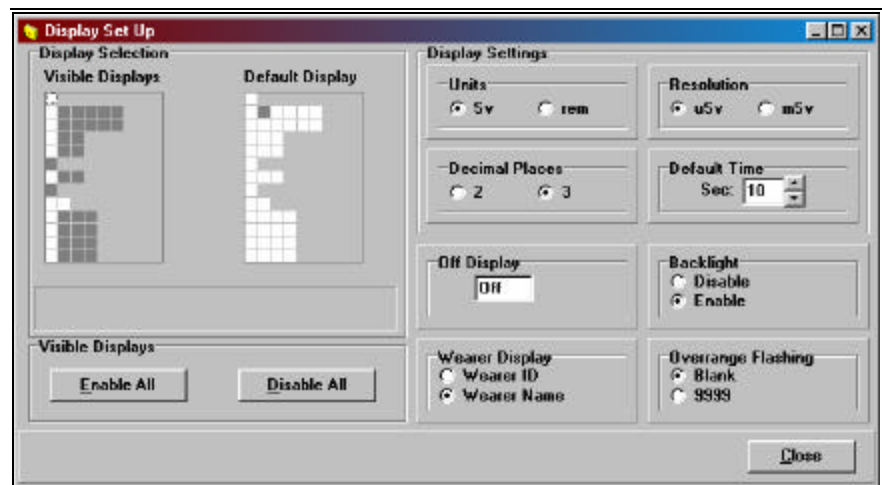 Display Set Up
Display Selection
Visible Displays
Default Display
Visible Displays
Enable All
Disable All
Display Settings
Units
Sv
rem
Resolution
uSv
mSv
Decimal Places
2
3
Default Time
Sec:
10
Off Display
Off
Backlight
Disable
Enable
Wearer Display
Wearer ID
Wearer Name
Overrange Flashing
Blank
9999
Close